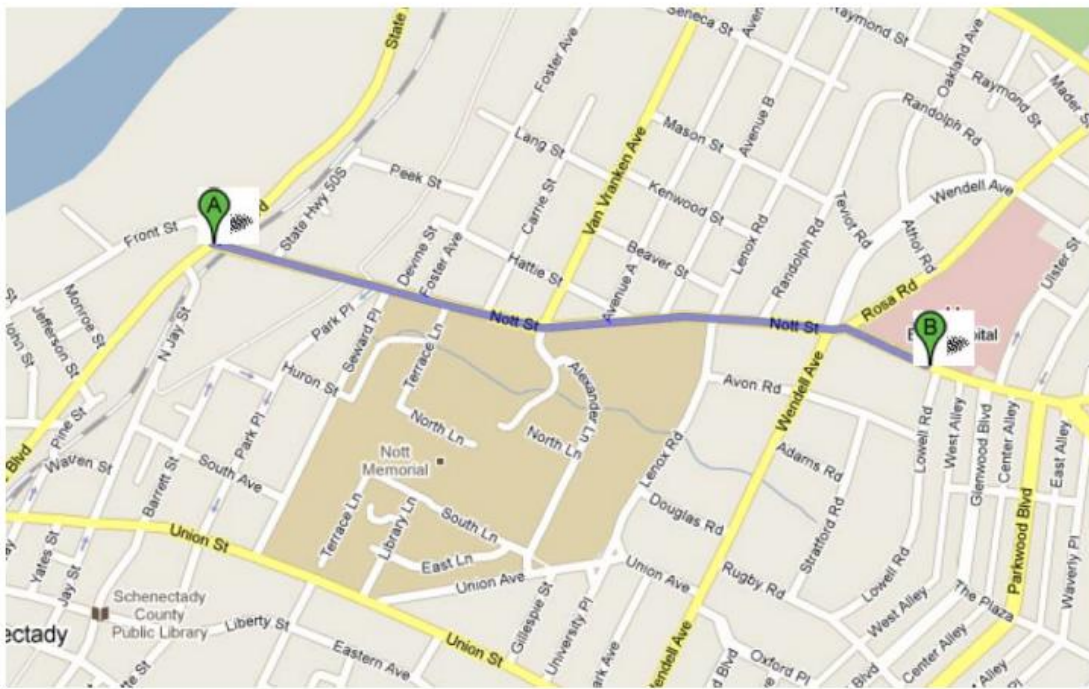 State
Seneca St
Raymond St
Oakland Ave
Raymond St
Mader St
Foster Ave
Van Vranken Ave
Avenue B
Mason St
Randolph Rd
Lang St
Kenwood St
Peek St
Carrie St
Wendell Ave
Teviot Rd
Athol Rd
Ulster St
A
State Hwy 50S
Front St
Devine St
Foster Ave
Hattie St
Beaver St
Avenue A
Lenox Rd
Randolph Rd
Rosa Rd
Nott St
Nott St
B
Monroe St
Jefferson St
John St
N Jay St
Park Pl
Seward Pl
Terrace Ln
Alexander Ln
Avon Rd
Wendell Ave
Huron St
North Ln
North Ln
Nott
Memorial
Lenox Rd
Adams Rd
Lowell Rd
West Alley
Glenwood Blvd
Center Alley
East Alley
Pine St
Blvd
Park Pl
South Ave
Barrett St
Waven St
Douglas Rd
Stratford Rd
Parkwood Blvd
Waverly Pl
Union St
Terrace Ln
Library Ln
South Ln
East Ln
Union Ave
Union Ave
Rugby Rd
Lowell Rd
West Alley
The Plaza
Yates St
Jay St
Schenectady
County
Public Library
Liberty St
Eastern Ave
Union St
Gillespie St
University Pl
Wendell Ave
Oxford Pl
Center Alley
ectady